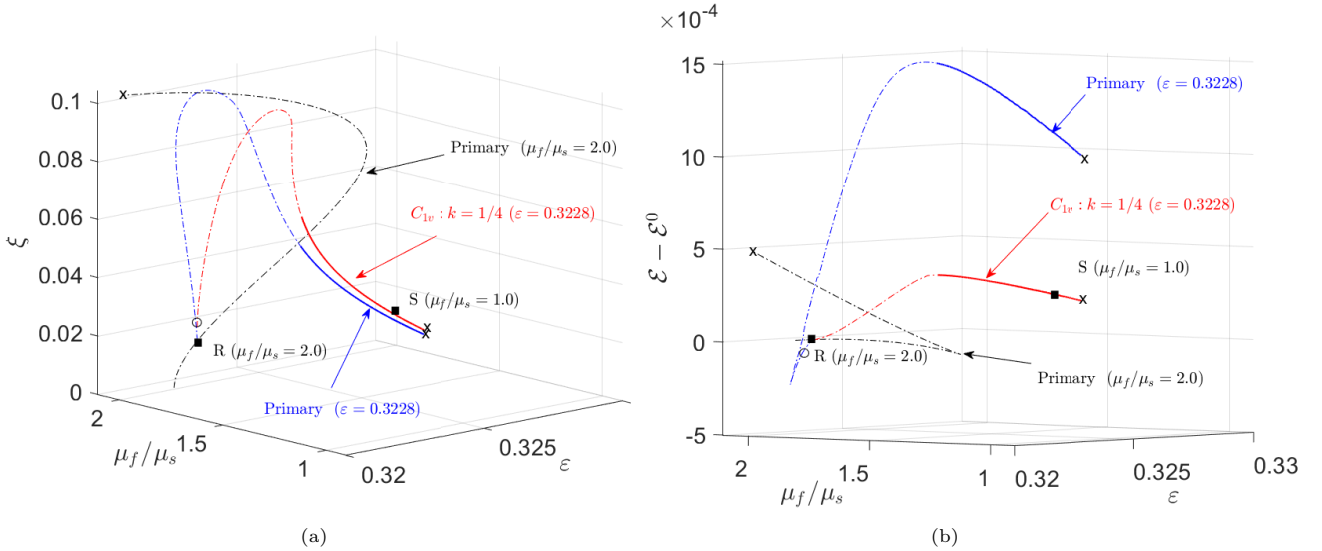 0.1
0.08
0.06
0.04
0.02
0
ξ
x
Primary (μ_f/μ_s = 2.0)
C_{1v} : k = 1/4 (ε = 0.3228)
S (μ_f/μ_s = 1.0)
x
x
R (μ_f/μ_s = 2.0)
Primary (ε = 0.3228)
2
1.5
1
μ_f/μ_s
0.32
0.325
ε
(a)
×10^{-4}
15
10
5
0
-5
ℰ − ℰ^0
Primary (ε = 0.3228)
x
x
C_{1v} : k = 1/4 (ε = 0.3228)
S (μ_f/μ_s = 1.0)
x
R (μ_f/μ_s = 2.0)
Primary (μ_f/μ_s = 2.0)
2
1.5
1
μ_f/μ_s
0.32
0.325
0.33
ε
(b)